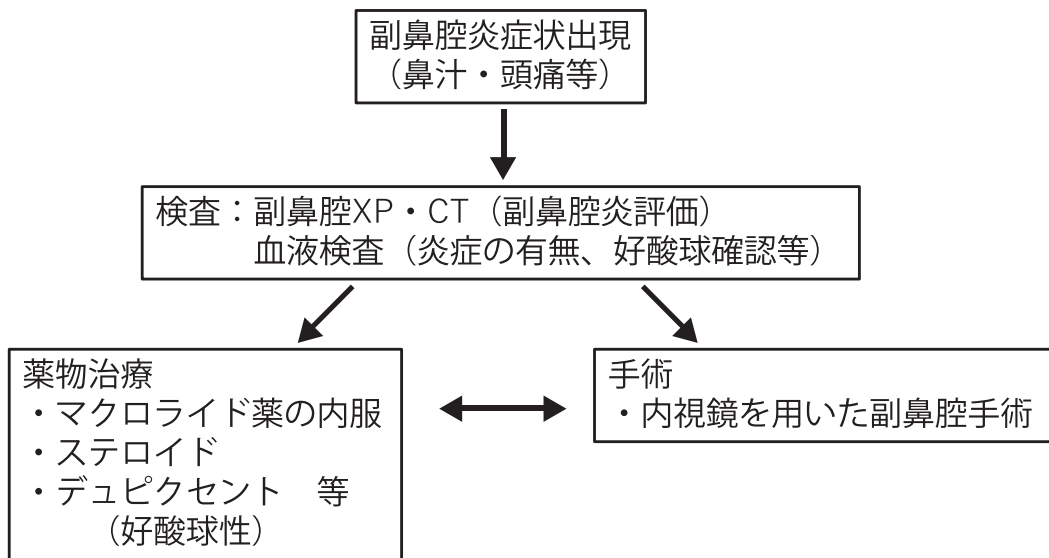 副鼻腔炎症状出現
（鼻汁・頭痛等）
検査：副鼻腔XP・CT（副鼻腔炎評価）
血液検査（炎症の有無、好酸球確認等）
薬物治療
・マクロライド薬の内服
・ステロイド
・デュピクセント　等
（好酸球性）
手術
・内視鏡を用いた副鼻腔手術